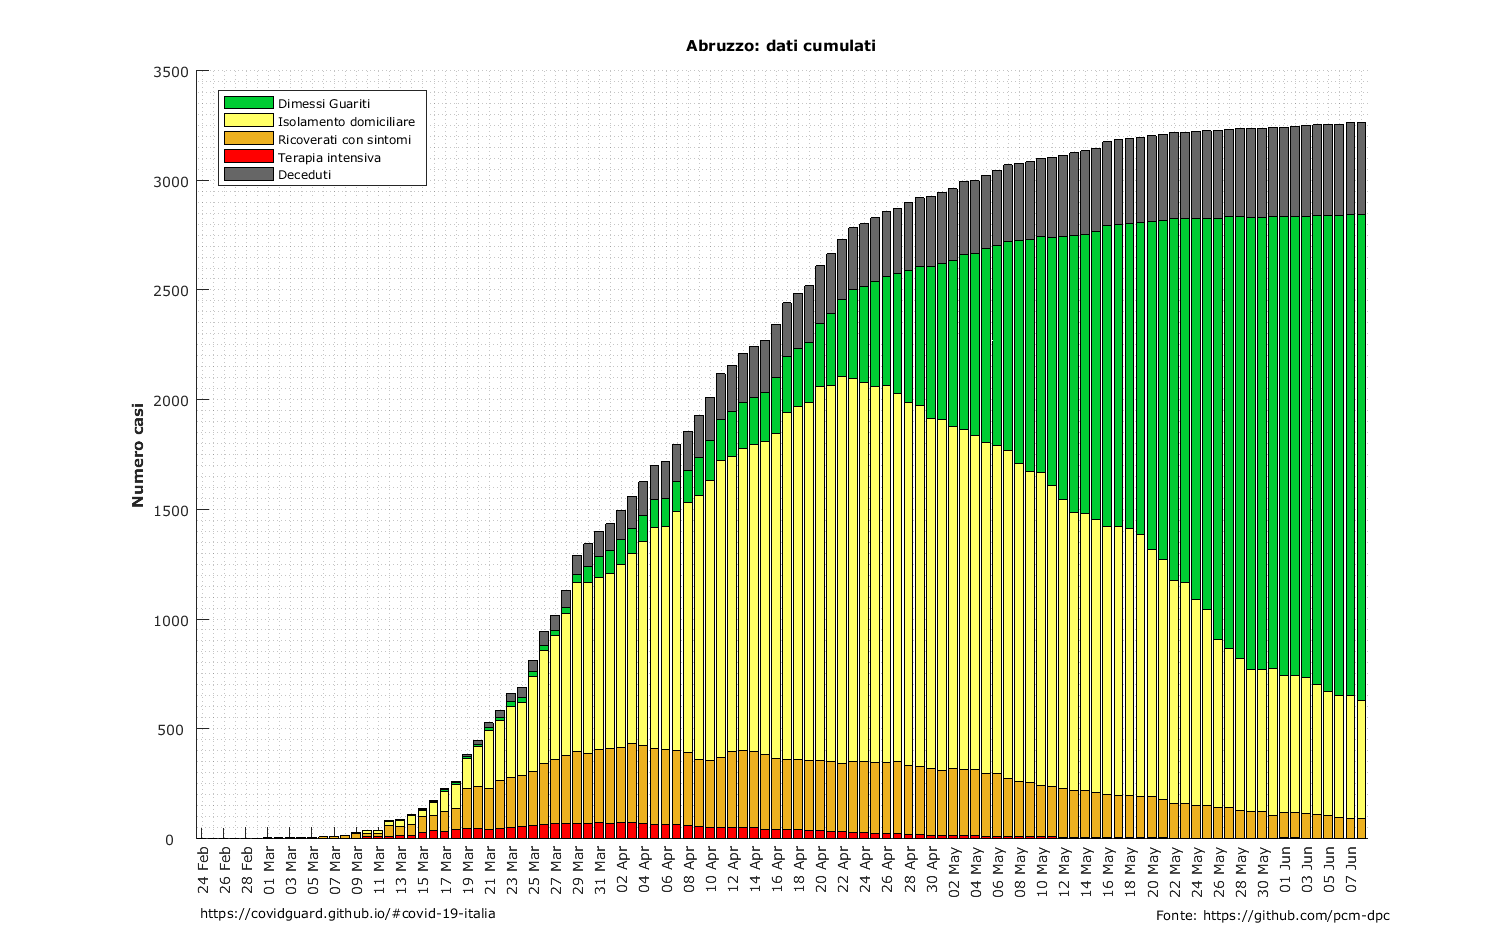 Abruzzo: dati cumulati
3500
3000
2500
2000
1500
1000
500
0
Numero casi
Dimessi Guariti
Isolamento domiciliare
Ricoverati con sintomi
Terapia intensiva
Deceduti
24 Feb
26 Feb
28 Feb
01 Mar
03 Mar
05 Mar
07 Mar
09 Mar
11 Mar
13 Mar
15 Mar
17 Mar
19 Mar
21 Mar
23 Mar
25 Mar
27 Mar
29 Mar
31 Mar
02 Apr
04 Apr
06 Apr
08 Apr
10 Apr
12 Apr
14 Apr
16 Apr
18 Apr
20 Apr
22 Apr
24 Apr
26 Apr
28 Apr
30 Apr
02 May
04 May
06 May
08 May
10 May
12 May
14 May
16 May
18 May
20 May
22 May
24 May
26 May
28 May
30 May
01 Jun
03 Jun
05 Jun
07 Jun
https://covidguard.github.io/#covid-19-italia
Fonte: https://github.com/pcm-dpc